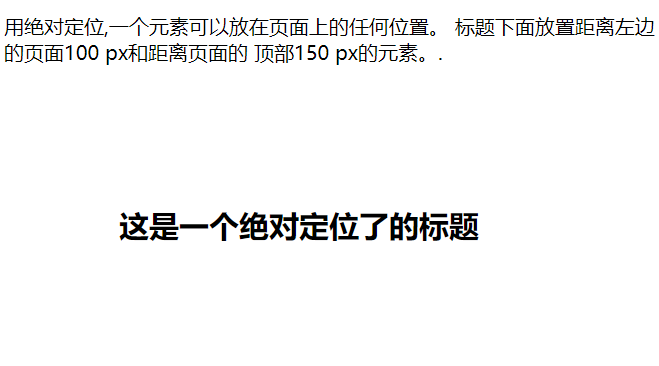 用绝对定位,一个元素可以放在页面上的任何位置。 标题下面放置距离左边
的页面100 px和距离页面的 顶部150 px的元素。.
这是一个绝对定位了的标题